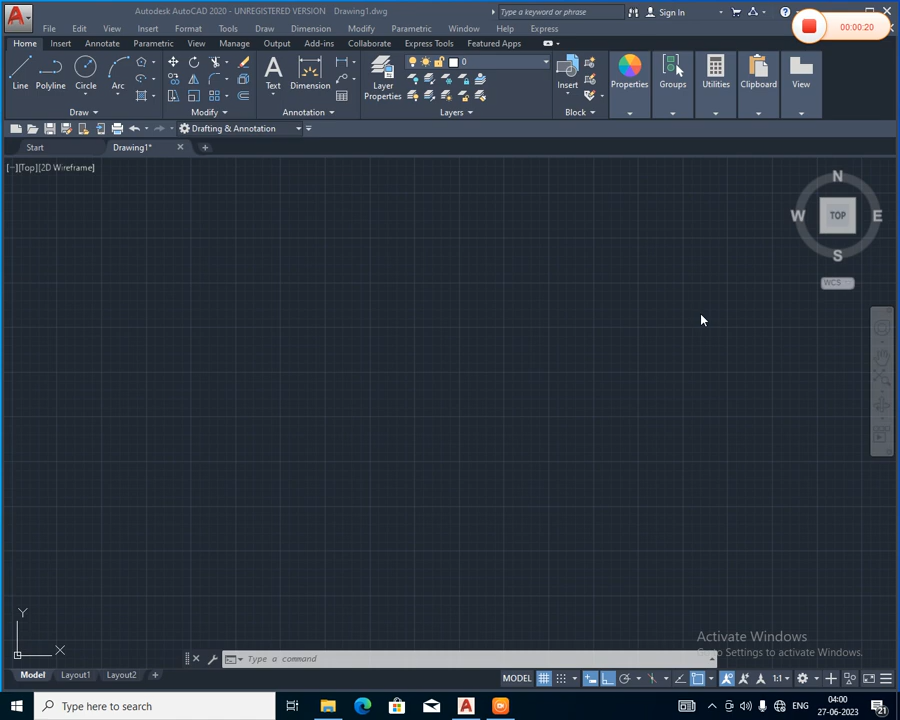 Autodesk AutoCAD 2020 - UNREGISTERED VERSION Drawing1.dwg Type a keyword or phrase Sign In 00:00:20
File Edit View Insert Format Tools Draw Dimension Modify Parametric Window Help Express
Home Insert Annotate Parametric View Manage Output Add-ins Collaborate Express Tools Featured Apps
0
Line Polyline Circle Arc Text Dimension Layer Properties Insert Properties Groups Utilities Clipboard View
Draw Modify Annotation Layers Block
Drafting & Annotation
Start Drawing1*
[−][Top][2D Wireframe]
N
W TOP E
S
WCS
Y
X
Activate Windows
Go to Settings to activate Windows.
Type a command
Model Layout1 Layout2 MODEL 1:1
Type here to search ENG 04:00
27-06-2023 21